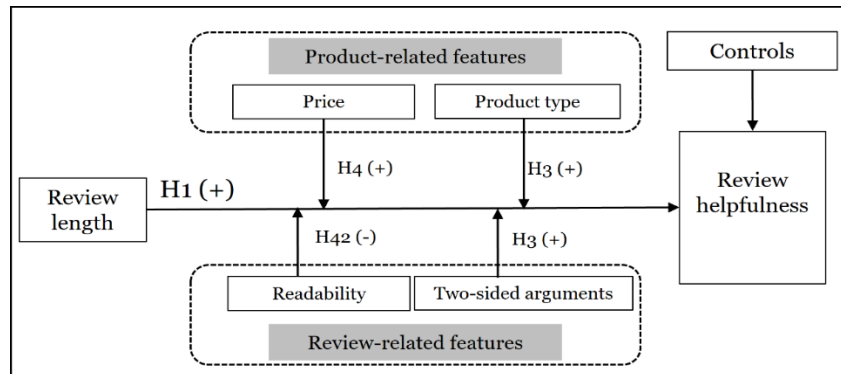 Product-related features
Controls
Price
Product type
H4 (+)
H3 (+)
Review
length
H1 (+)
Review
helpfulness
H42 (-)
H3 (+)
Readability
Two-sided arguments
Review-related features